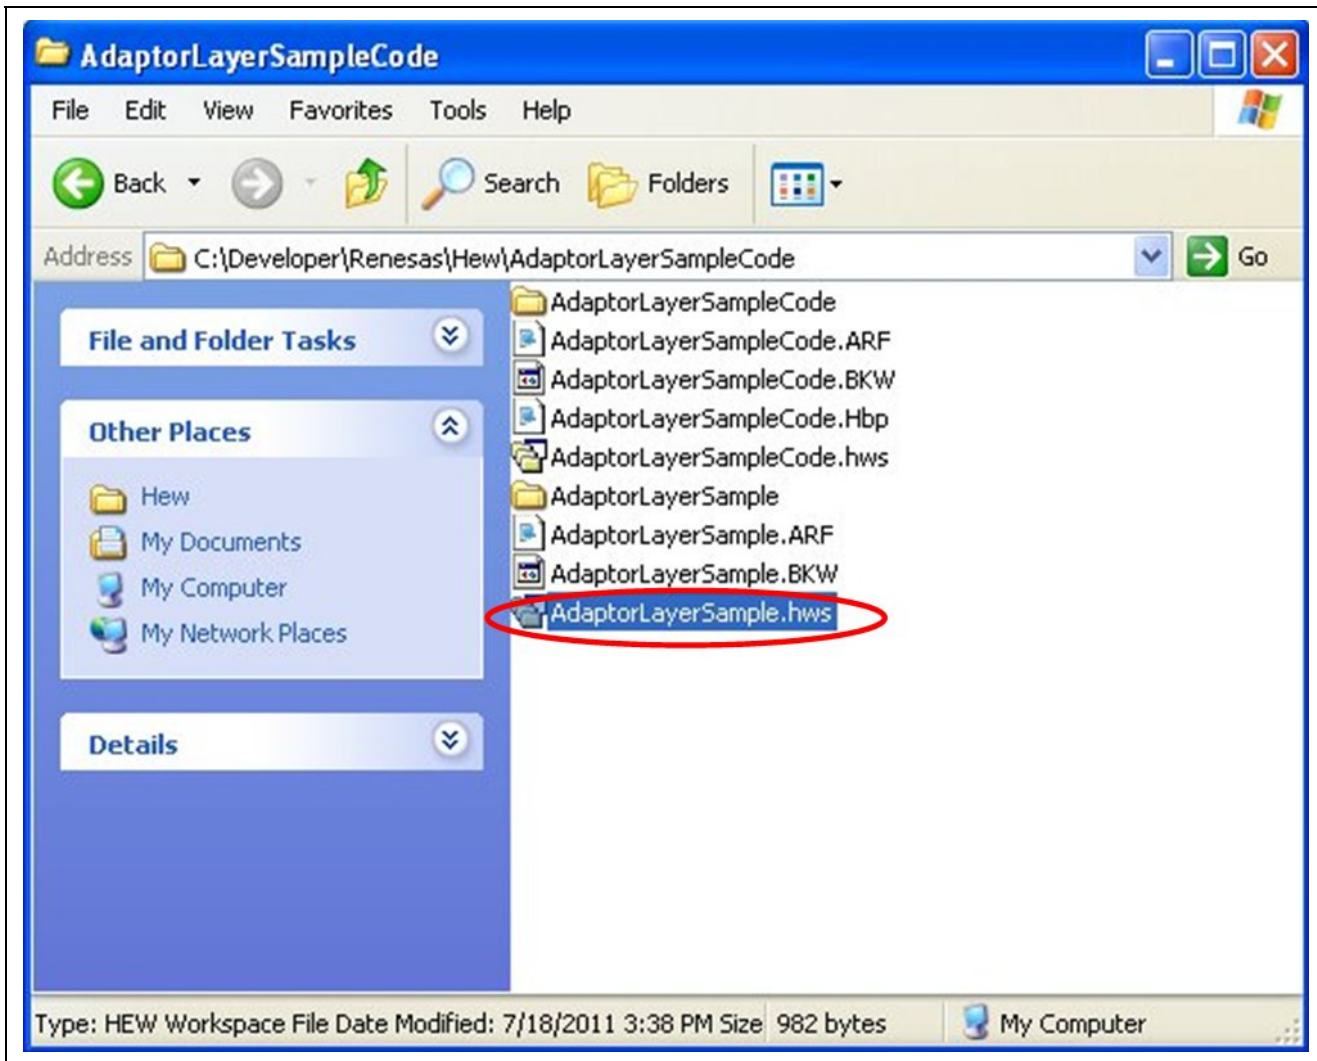 AdaptorLayerSampleCode
File Edit View Favorites Tools Help
Back Search Folders
Address C:\Developer\Renesas\Hew\AdaptorLayerSampleCode Go
File and Folder Tasks
Other Places
Hew
My Documents
My Computer
My Network Places
Details
AdaptorLayerSampleCode
AdaptorLayerSampleCode.ARF
AdaptorLayerSampleCode.BKW
AdaptorLayerSampleCode.Hbp
AdaptorLayerSampleCode.hws
AdaptorLayerSample
AdaptorLayerSample.ARF
AdaptorLayerSample.BKW
AdaptorLayerSample.hws
Type: HEW Workspace File Date Modified: 7/18/2011 3:38 PM Size 982 bytes My Computer